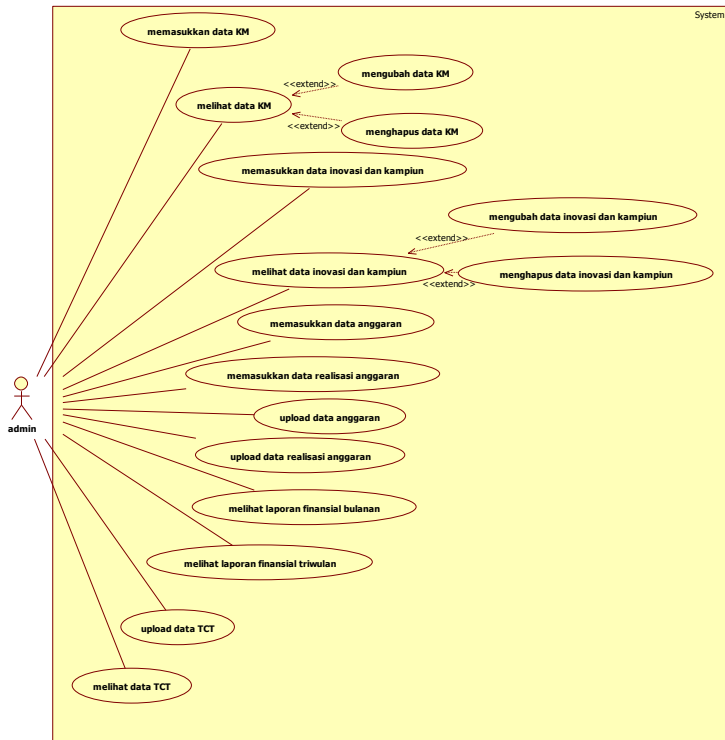 System
memasukkan data KM
mengubah data KM
<<extend>>
melihat data KM
<<extend>>
menghapus data KM
memasukkan data inovasi dan kampiun
mengubah data inovasi dan kampiun
<<extend>>
melihat data inovasi dan kampiun
menghapus data inovasi dan kampiun
<<extend>>
memasukkan data anggaran
memasukkan data realisasi anggaran
upload data anggaran
admin
upload data realisasi anggaran
melihat laporan finansial bulanan
melihat laporan finansial triwulan
upload data TCT
melihat data TCT